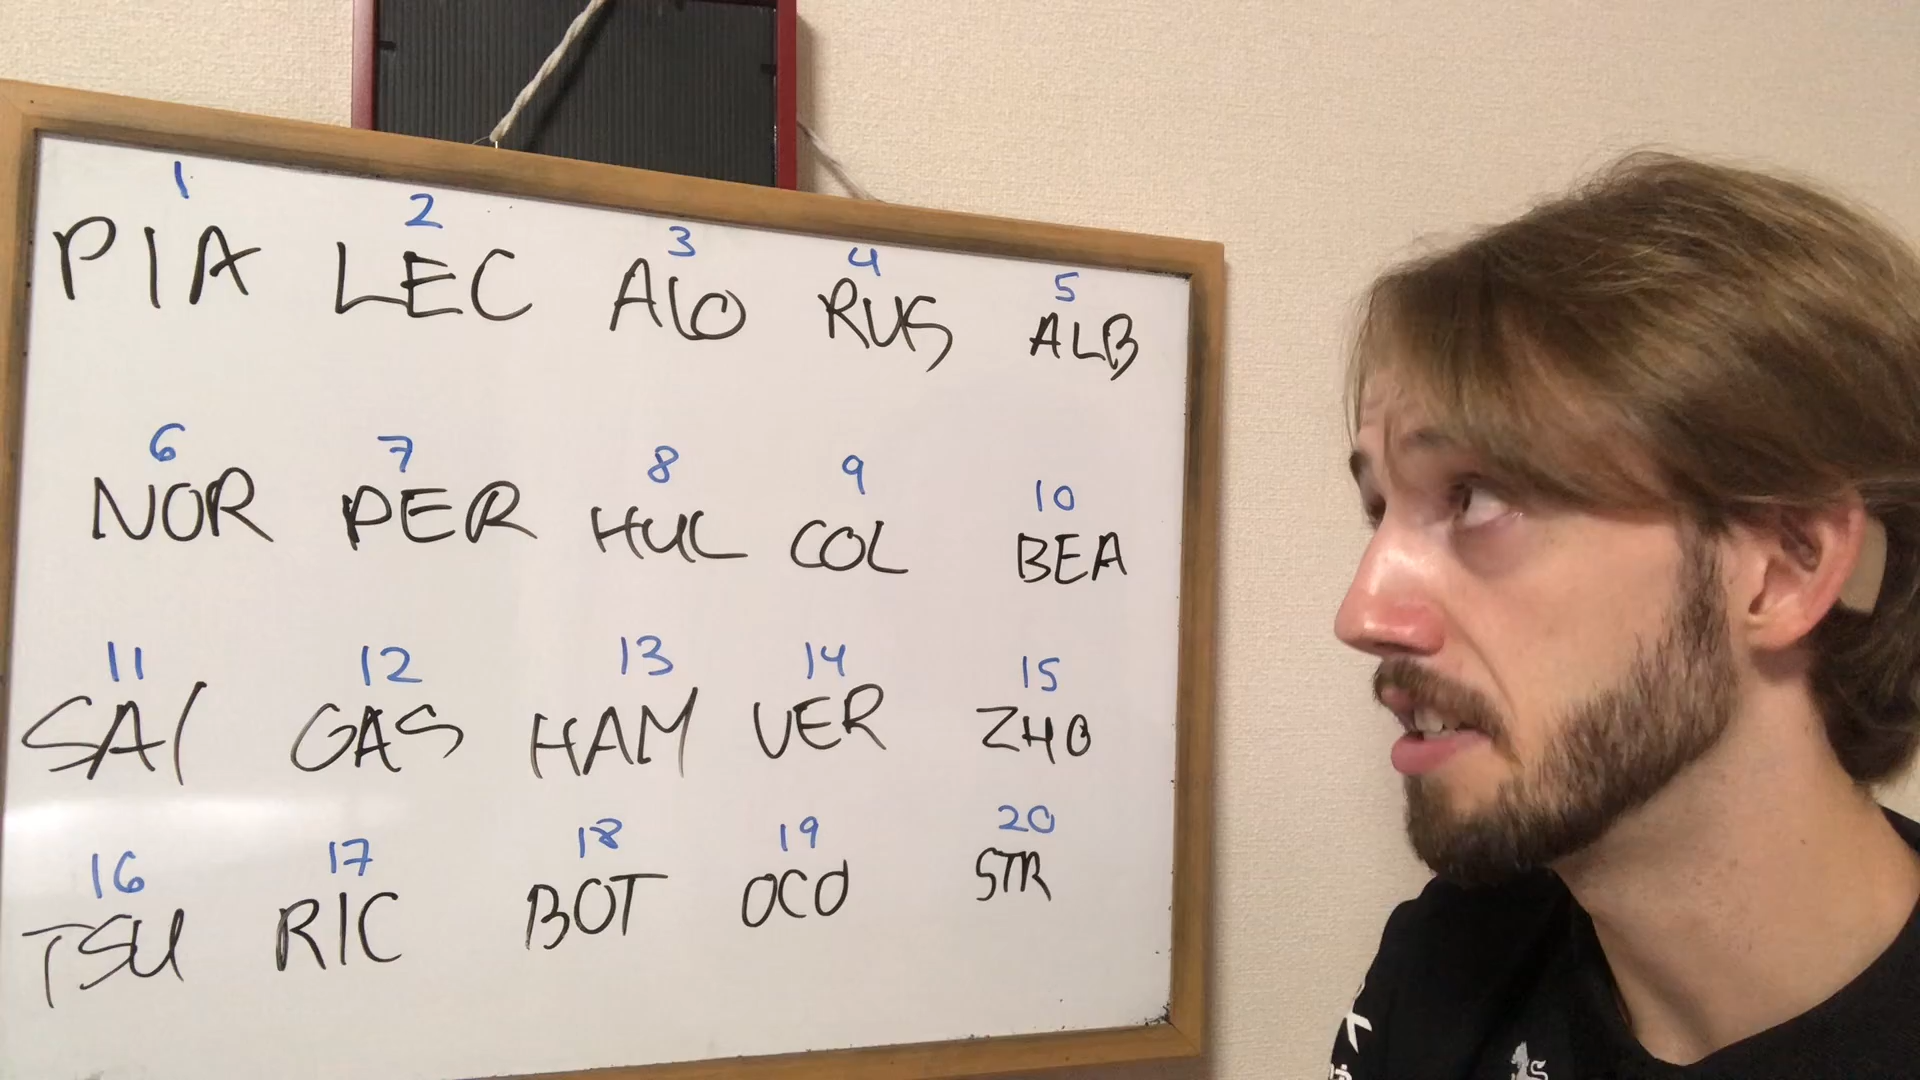 1 2 3 4 5
PIA LEC ALO RUS ALB
6 7 8 9 10
NOR PER HUL COL BEA
11 12 13 14 15
SAI GAS HAM VER ZHO
16 17 18 19 20
TSU RIC BOT OCO STR